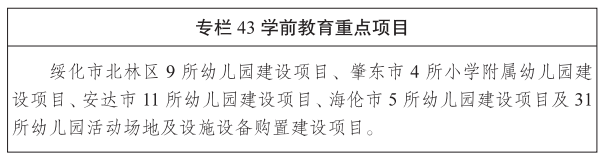 专栏 43 学前教育重点项目
绥化市北林区 9 所幼儿园建设项目、肇东市 4 所小学附属幼儿园建
设项目、安达市 11 所幼儿园建设项目、海伦市 5 所幼儿园建设项目及 31
所幼儿园活动场地及设施设备购置建设项目。